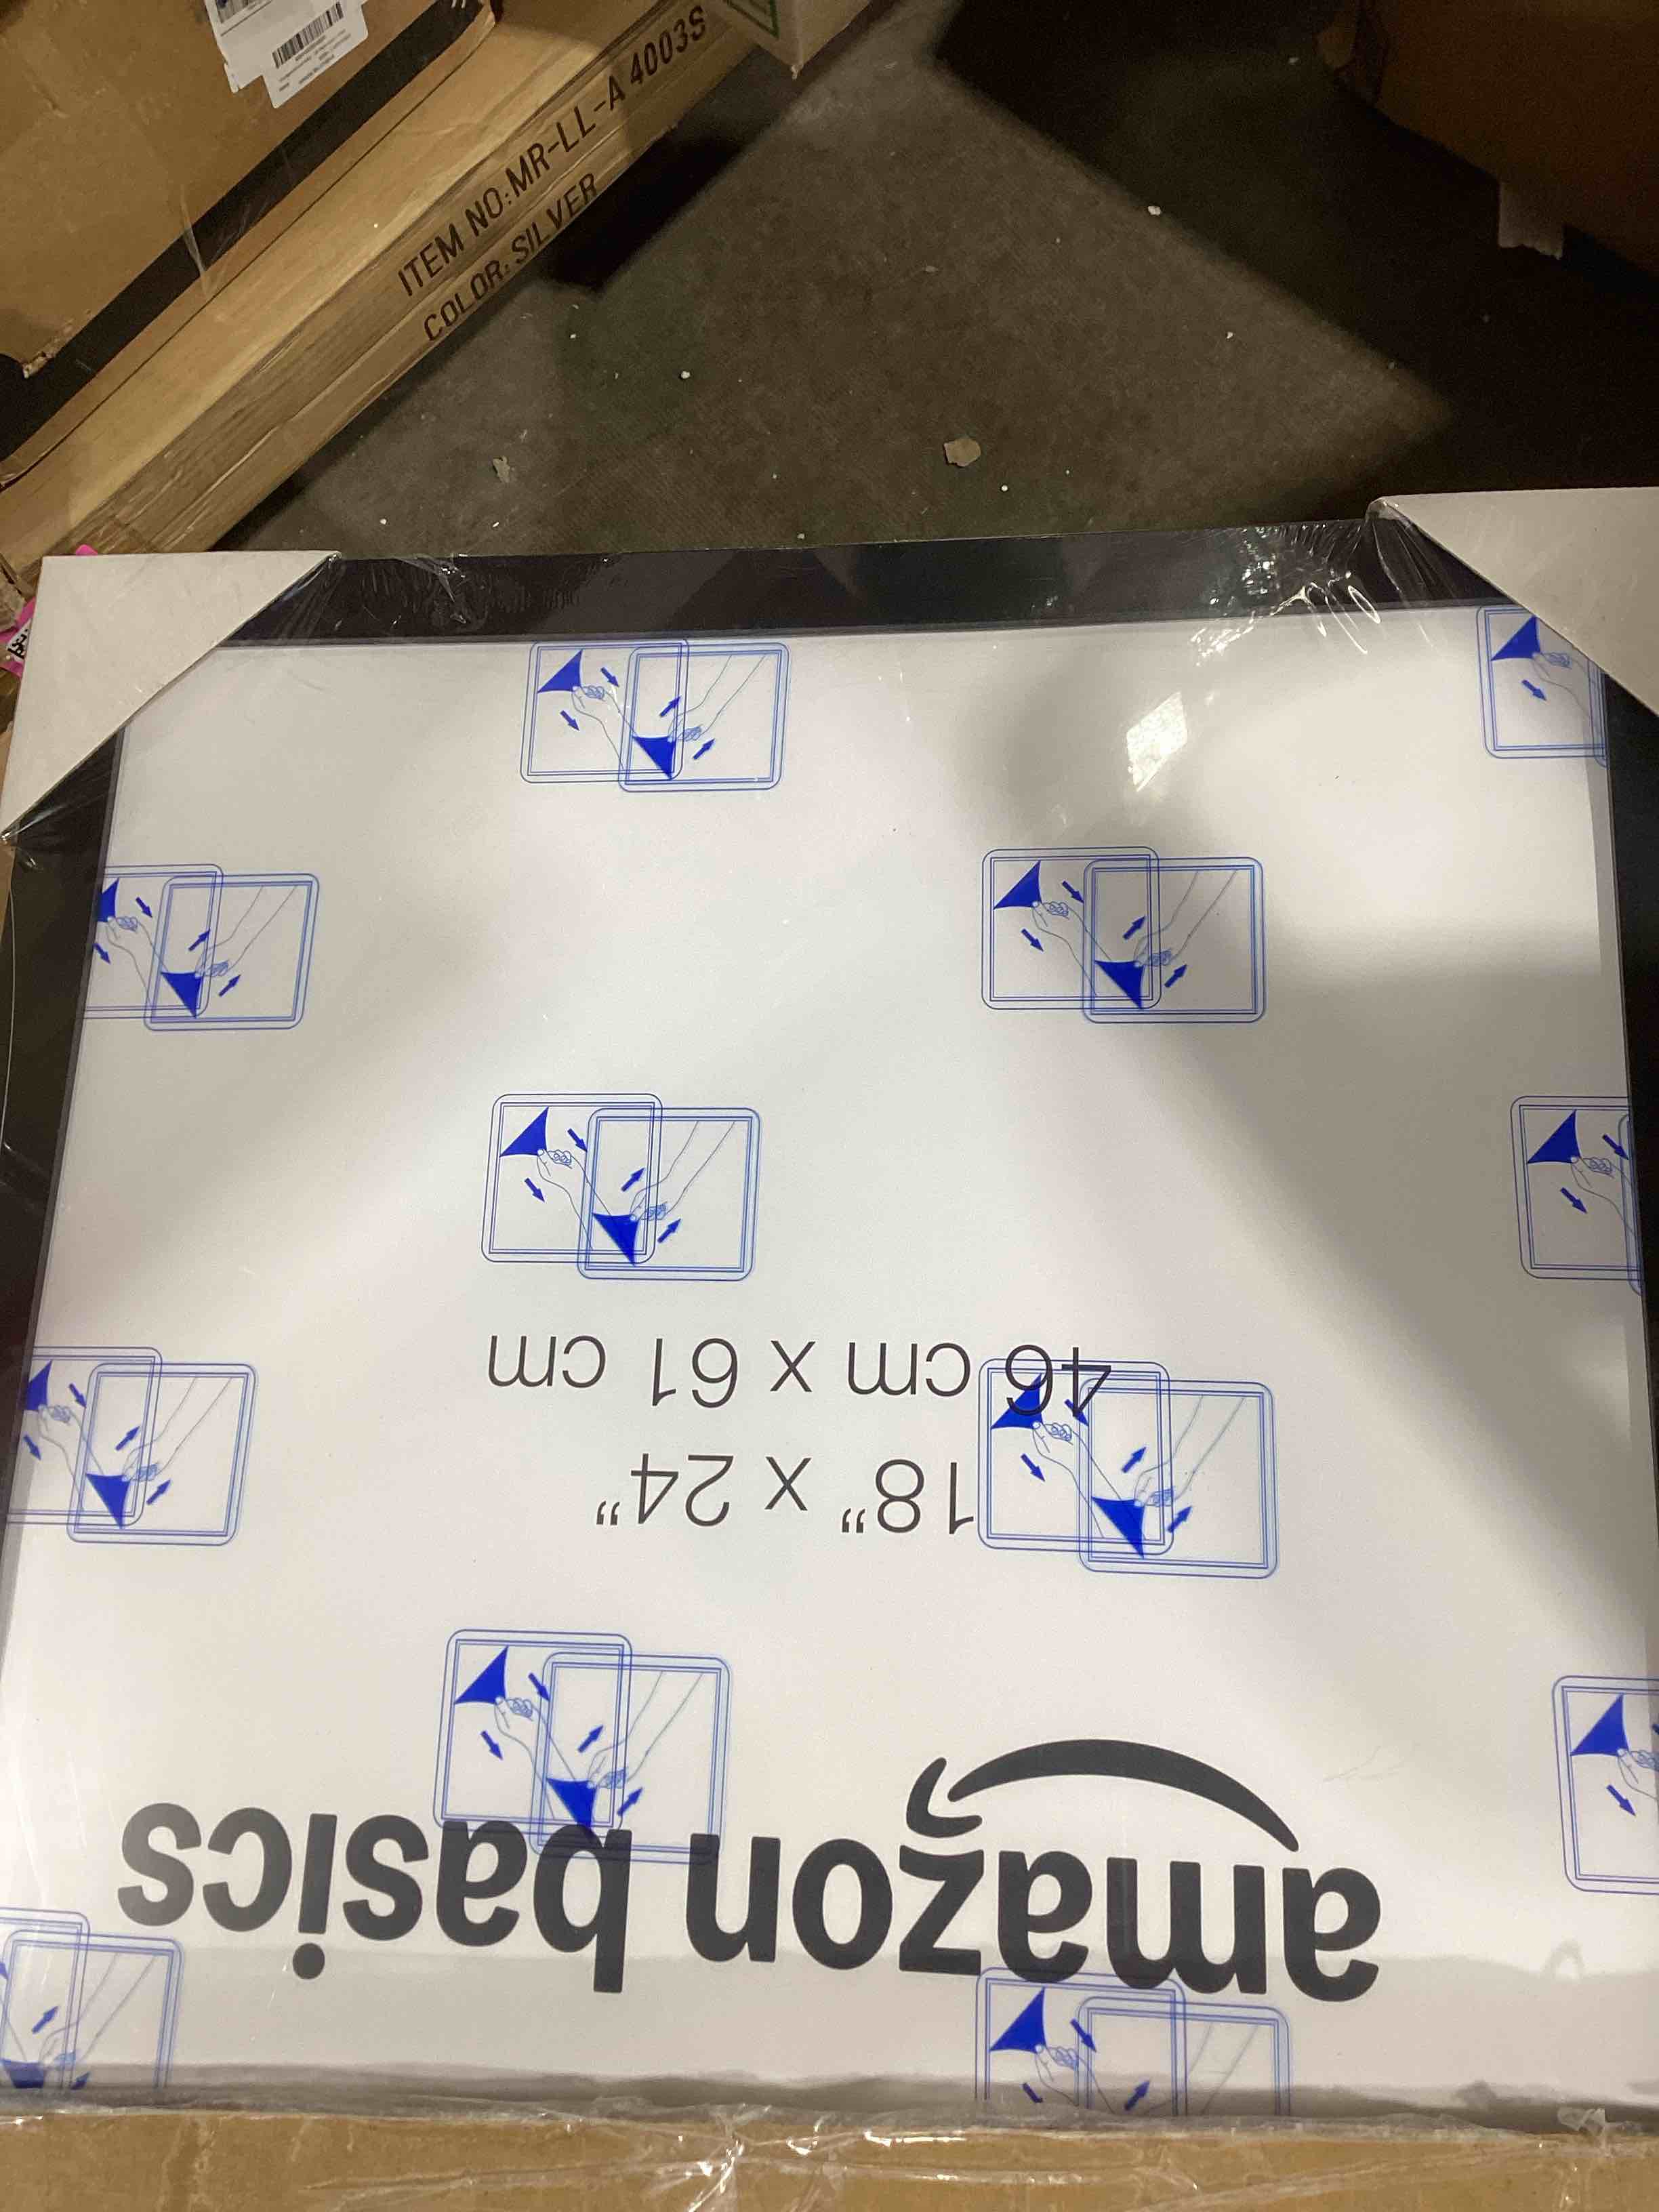 ITEM NO:MR-LL-A 4003S
COLOR: SILVER
amazon basics
18” x 24”
46 cm x 61 cm